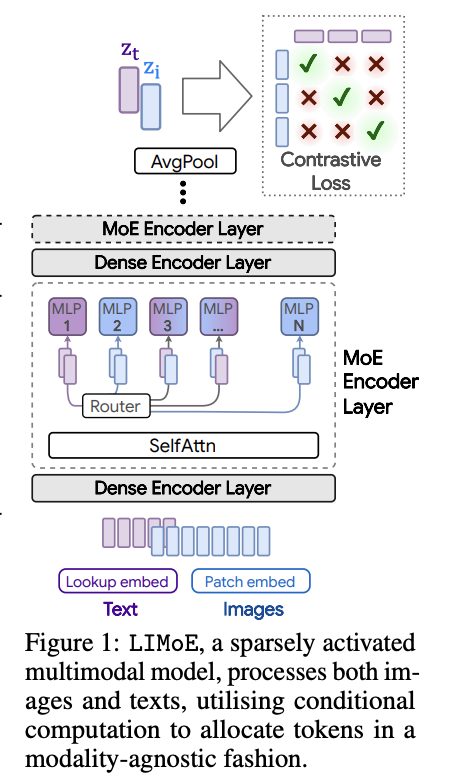 zt
zi
AvgPool
Contrastive
Loss
MoE Encoder Layer
Dense Encoder Layer
MLP 1
MLP 2
MLP 3
MLP ...
MLP N
Router
SelfAttn
MoE
Encoder
Layer
Dense Encoder Layer
Lookup embed
Patch embed
Text
Images
Figure 1: LIMoE, a sparsely activated
multimodal model, processes both im-
ages and texts, utilising conditional
computation to allocate tokens in a
modality-agnostic fashion.